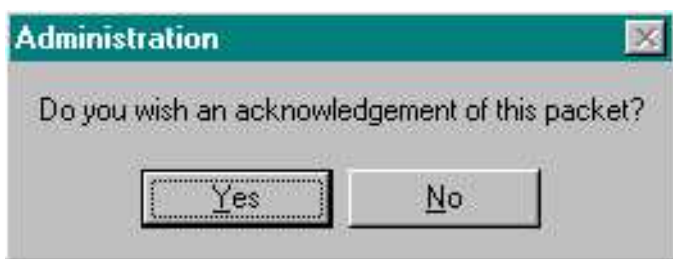 Administration
Do you wish an acknowledgement of this packet?
Yes No